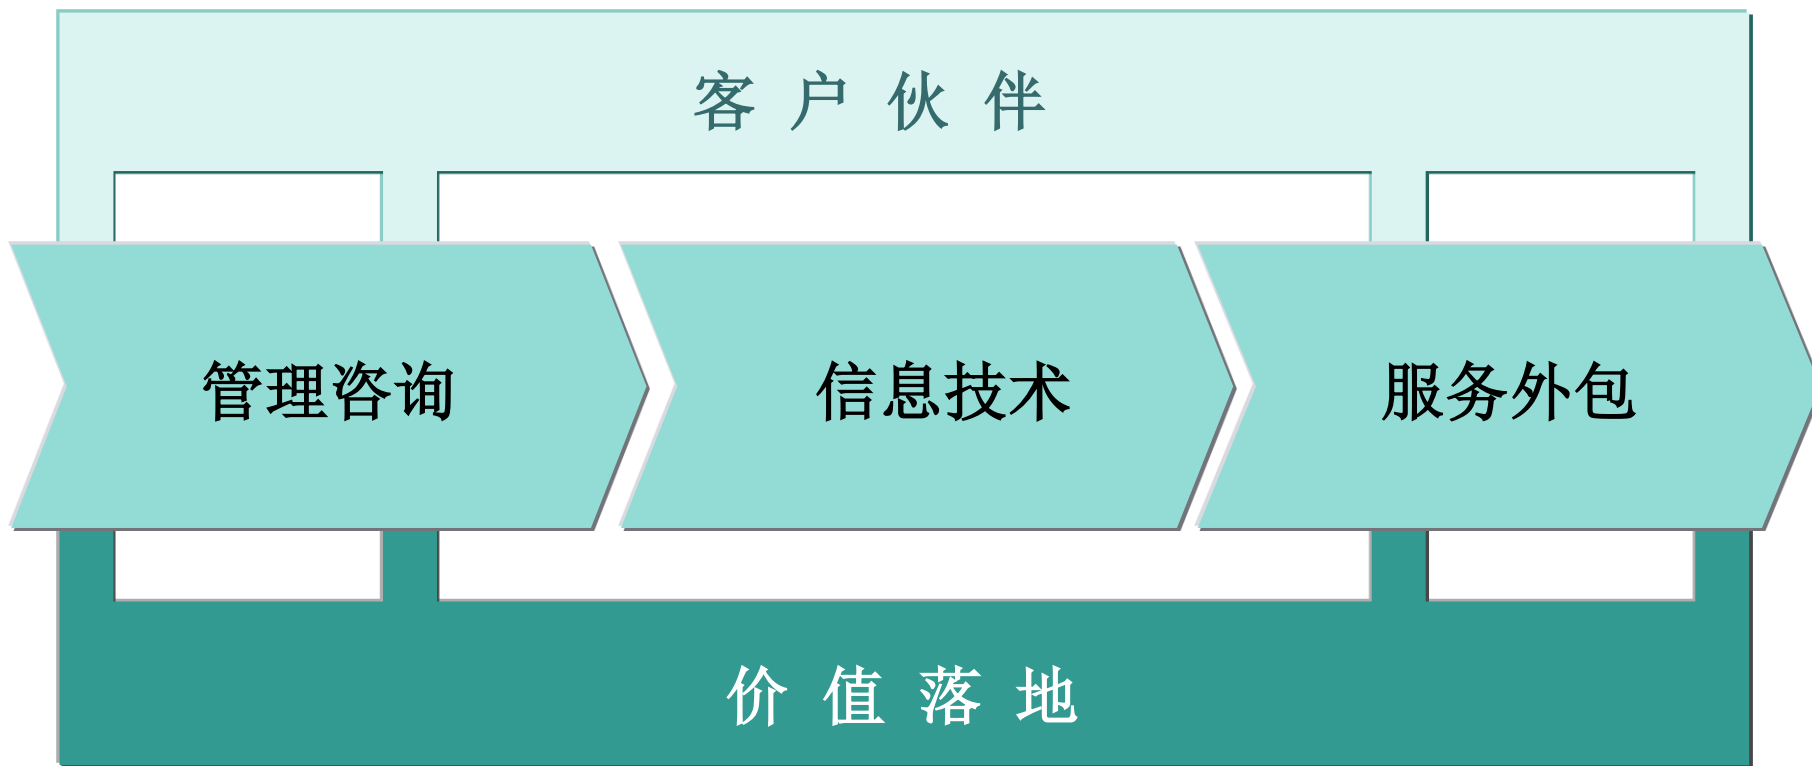 客 户 伙 伴
管理咨询 信息技术 服务外包
价 值 落 地